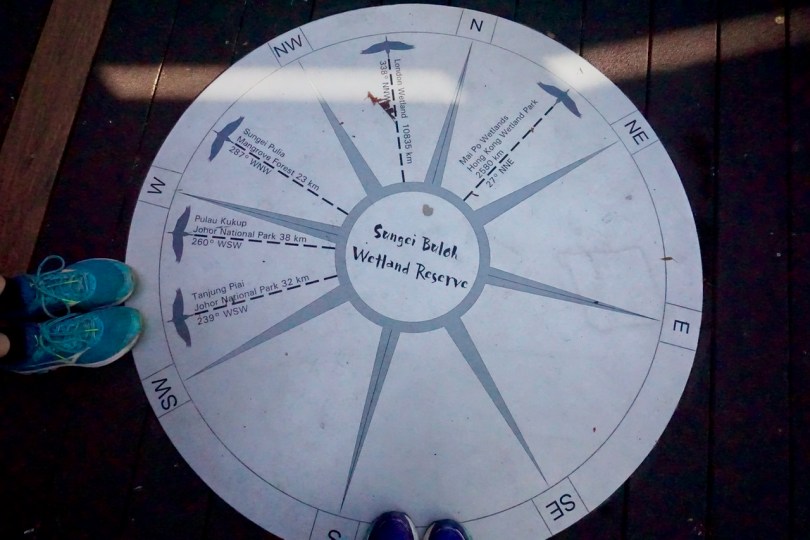 N
NE
E
SE
S
SW
W
NW
London Wetland 10835 km
338° NNW
Mai Po Wetlands
Hong Kong Wetland Park
2580 km
27° NNE
Sungei Pulia
Mangrove Forest 23 km
287° WNW
Pulau Kukup
Johor National Park 38 km
260° WSW
Tanjung Piai
Johor National Park 32 km
239° WSW
Sungei Buloh
Wetland Reserve